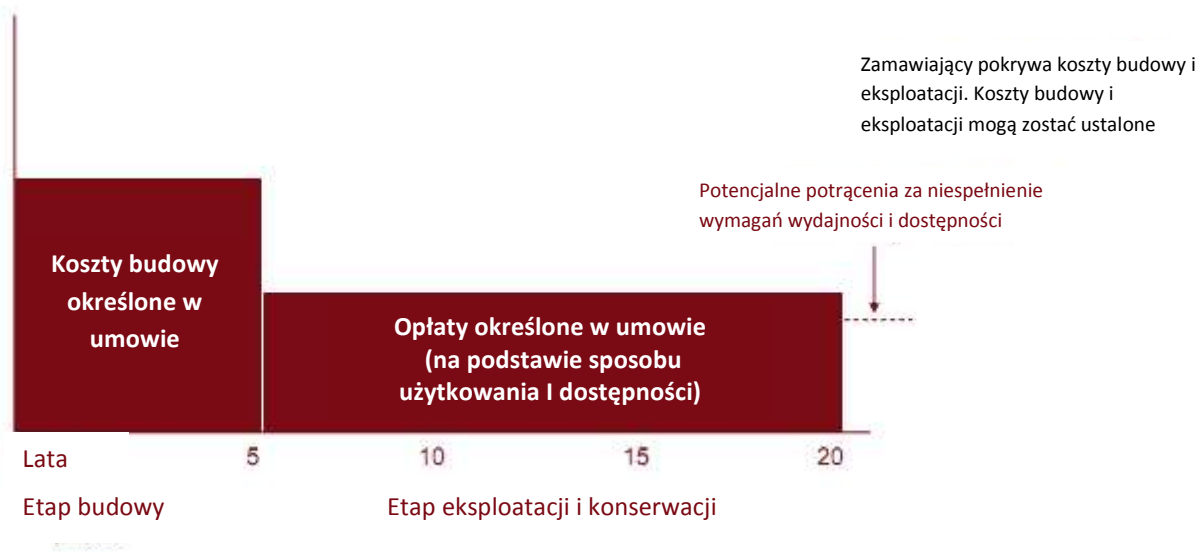 Zamawiający pokrywa koszty budowy i
eksploatacji. Koszty budowy i
eksploatacji mogą zostać ustalone
Potencjalne potrącenia za niespełnienie
wymagań wydajności i dostępności
Koszty budowy
określone w
umowie
Opłaty określone w umowie
(na podstawie sposobu
użytkowania I dostępności)
Lata 5 10 15 20
Etap budowy Etap eksploatacji i konserwacji